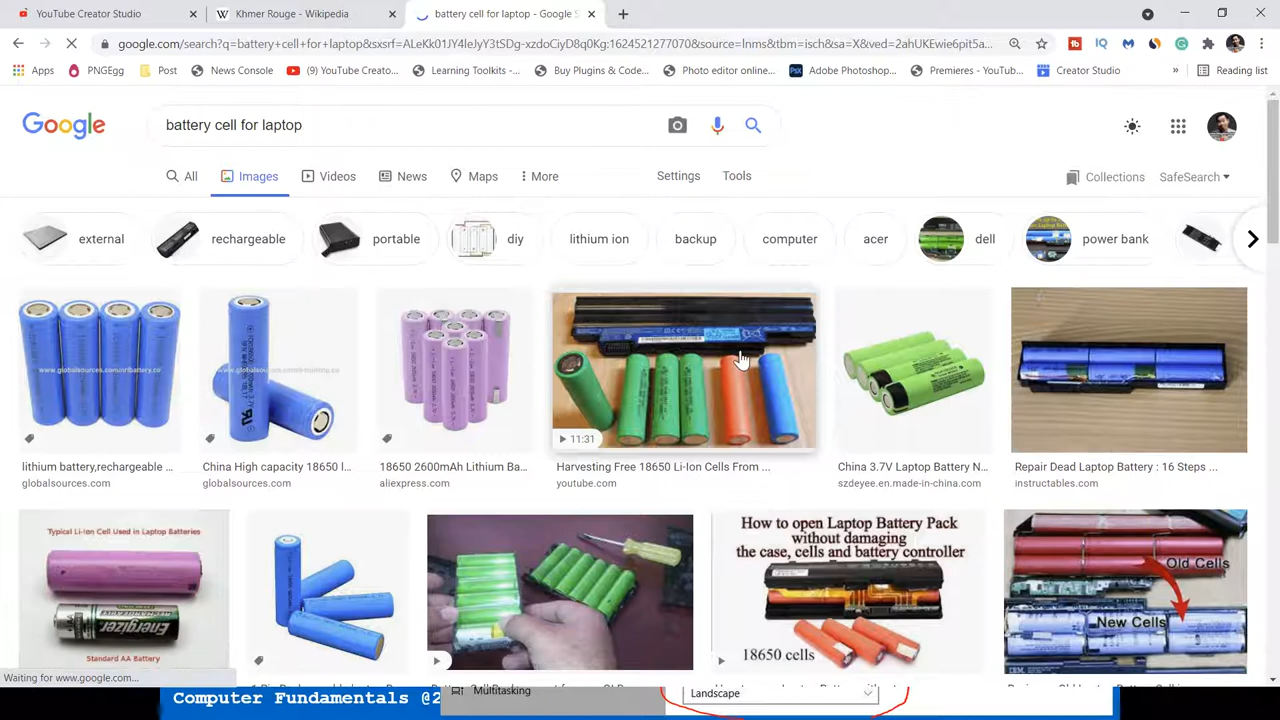 YouTube Creator Studio
Khmer Rouge - Wikipedia
battery cell for laptop - Google S
google.com/search?q=battery+cell+for+laptop&sxsrf=ALeKk01N4leJyY3tSDg-xzdoCiyD8q0Kg:1624521277070&source=lnms&tbm=isch&sa=X&ved=2ahUKEwie6pit5a...
Apps
PNGEgg
Post
News Console
(9) YouTube Creato...
Learning Toolkits -...
Buy Plugins & Code...
Photo editor online...
Adobe Photoshop...
Premieres - YouTub...
Creator Studio
»
Reading list
Google
battery cell for laptop
All
Images
Videos
News
Maps
More
Settings
Tools
Collections
SafeSearch
external
rechargeable
portable
diy
lithium ion
backup
computer
acer
dell
power bank
www.globalsources.com/nrlbattery.co
11:31
lithium battery,rechargeable ...
globalsources.com
China High capacity 18650 l...
globalsources.com
18650 2600mAh Lithium Ba...
aliexpress.com
Harvesting Free 18650 Li-Ion Cells From ...
youtube.com
China 3.7V Laptop Battery N...
szdeyee.en.made-in-china.com
Repair Dead Laptop Battery : 16 Steps ...
instructables.com
Typical Li-Ion Cell Used in Laptop Batteries
Energizer
Standard AA Battery
How to open Laptop Battery Pack
without damaging
the case, cells and battery controller
18650 cells
Old Cells
New Cells
IBM
Waiting for www.google.com...
Computer Fundamentals @2
Multitasking
Landscape